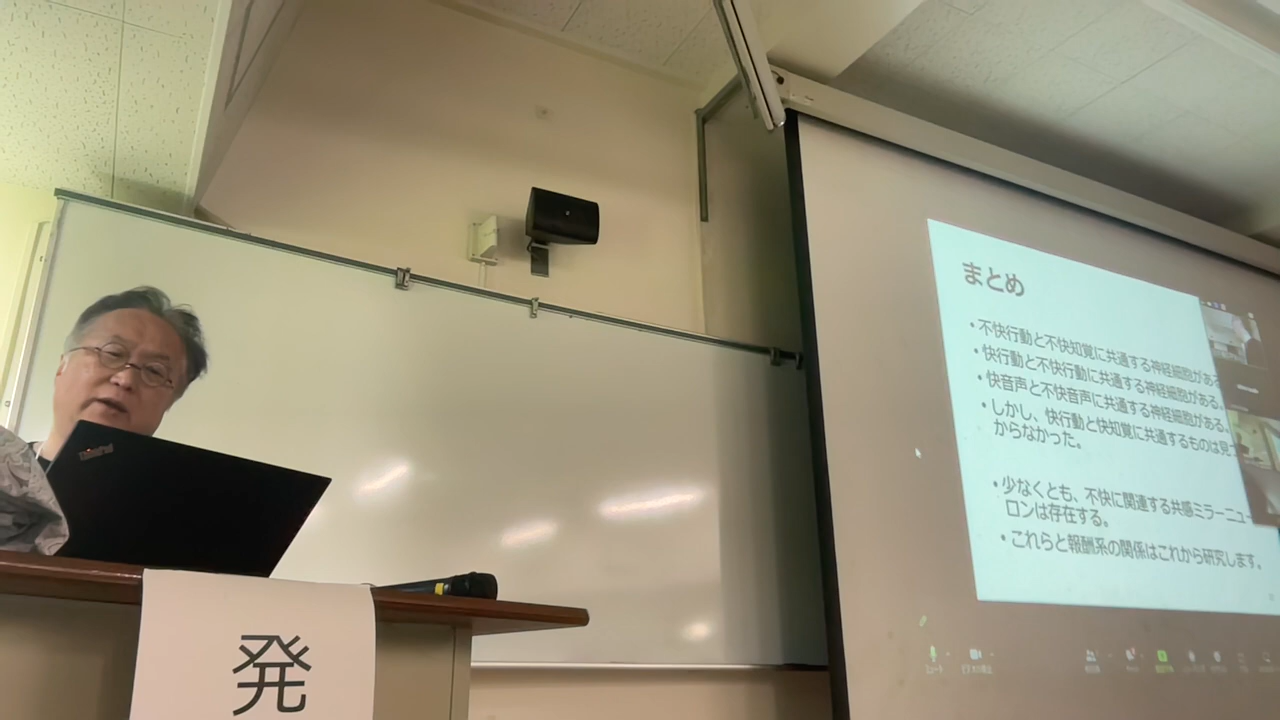 まとめ
・不快行動と不快知覚に共通する神経細胞がある
・快行動と不快行動に共通する神経細胞がある、
・快音声と不快音声に共通する神経細胞がある、
・しかし、快行動と快知覚に共通するものは見つ
からなかった。
・少なくとも、不快に関連する共感ミラーニュー
ロンは存在する。
・これらと報酬系の関係はこれから研究します。
ThinkPad
発